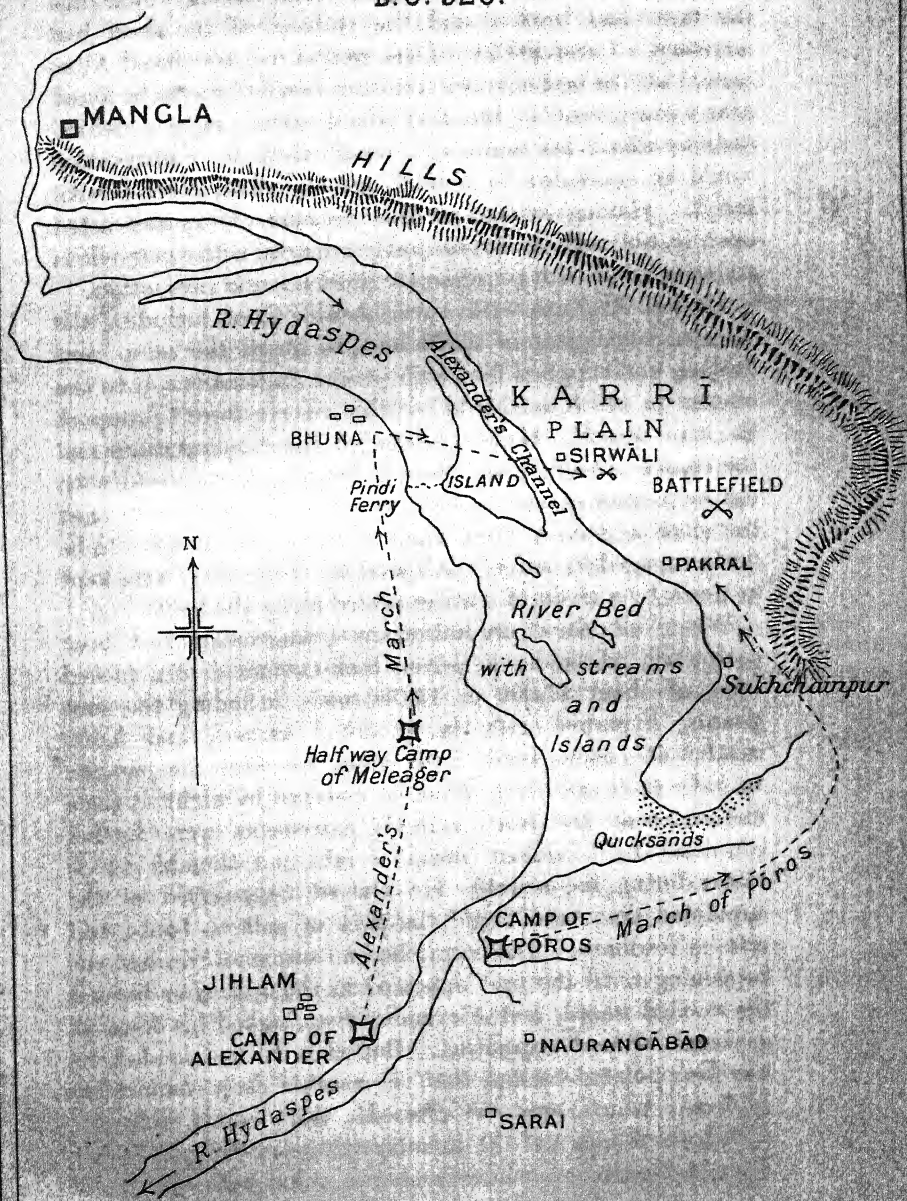 B. C. DEC.
MANGLA
HILLS
R. Hydaspes
Alexander's Channel
KARRĪ
PLAIN
BHUNA
SIRWĀLI
Pindi
Ferry
ISLAND
BATTLEFIELD
N
PAKRAL
River Bed
with streams
and
Islands
Sukhchainpur
Alexander's March
Halfway Camp
of Meleager
Quicksands
March of Pōros
CAMP OF
PŌROS
JIHLAM
CAMP OF
ALEXANDER
NAURANGĀBĀD
SARAI
R. Hydaspes